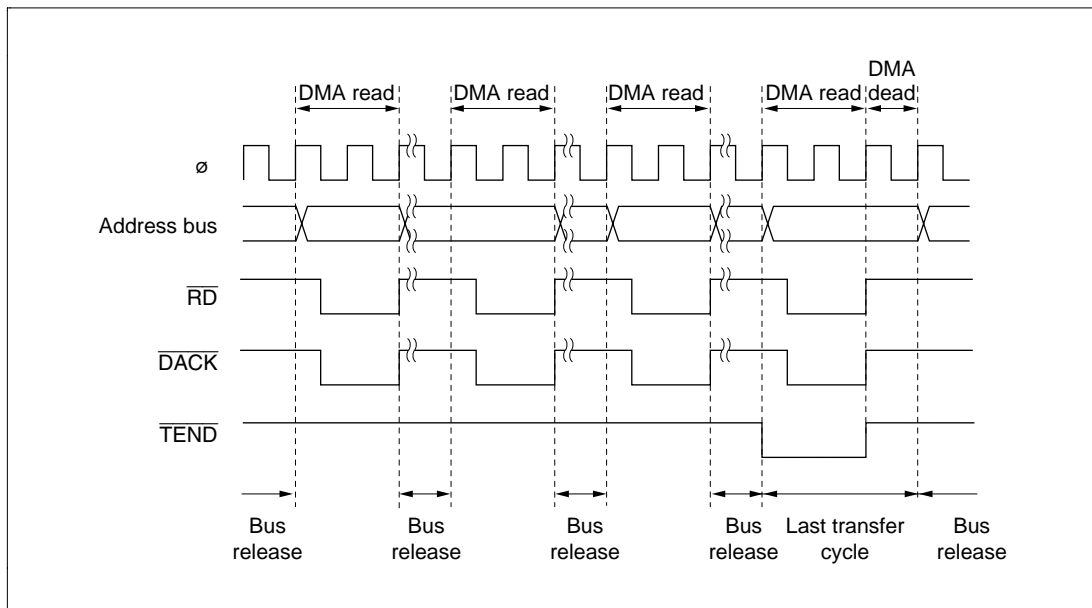 DMA
dead
DMA read DMA read DMA read DMA read
ø
Address bus
RD
DACK
TEND
Bus release
Bus release
Bus release
Bus release
Last transfer cycle
Bus release